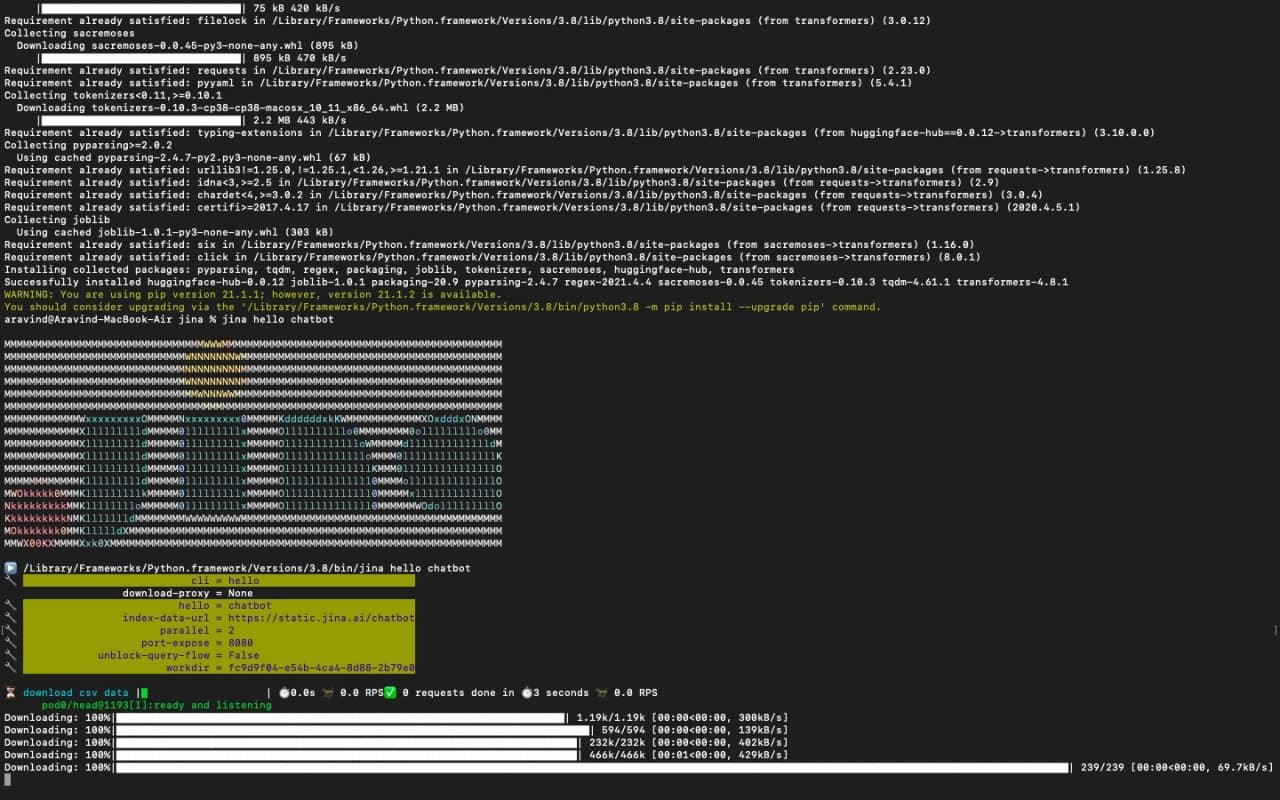 75 kB 420 kB/s
Requirement already satisfied: filelock in /Library/Frameworks/Python.framework/Versions/3.8/lib/python3.8/site-packages (from transformers) (3.0.12)
Collecting sacremoses
Downloading sacremoses-0.0.45-py3-none-any.whl (895 kB)
895 kB 470 kB/s
Requirement already satisfied: requests in /Library/Frameworks/Python.framework/Versions/3.8/lib/python3.8/site-packages (from transformers) (2.23.0)
Requirement already satisfied: pyyaml in /Library/Frameworks/Python.framework/Versions/3.8/lib/python3.8/site-packages (from transformers) (5.4.1)
Collecting tokenizers<0.11,>=0.10.1
Downloading tokenizers-0.10.3-cp38-cp38-macosx_10_11_x86_64.whl (2.2 MB)
2.2 MB 443 kB/s
Requirement already satisfied: typing-extensions in /Library/Frameworks/Python.framework/Versions/3.8/lib/python3.8/site-packages (from huggingface-hub==0.0.12->transformers) (3.10.0.0)
Collecting pyparsing>=2.0.2
Using cached pyparsing-2.4.7-py2.py3-none-any.whl (67 kB)
Requirement already satisfied: urllib3!=1.25.0,!=1.25.1,<1.26,>=1.21.1 in /Library/Frameworks/Python.framework/Versions/3.8/lib/python3.8/site-packages (from requests->transformers) (1.25.8)
Requirement already satisfied: idna<3,>=2.5 in /Library/Frameworks/Python.framework/Versions/3.8/lib/python3.8/site-packages (from requests->transformers) (2.9)
Requirement already satisfied: chardet<4,>=3.0.2 in /Library/Frameworks/Python.framework/Versions/3.8/lib/python3.8/site-packages (from requests->transformers) (3.0.4)
Requirement already satisfied: certifi>=2017.4.17 in /Library/Frameworks/Python.framework/Versions/3.8/lib/python3.8/site-packages (from requests->transformers) (2020.4.5.1)
Collecting joblib
Using cached joblib-1.0.1-py3-none-any.whl (303 kB)
Requirement already satisfied: six in /Library/Frameworks/Python.framework/Versions/3.8/lib/python3.8/site-packages (from sacremoses->transformers) (1.16.0)
Requirement already satisfied: click in /Library/Frameworks/Python.framework/Versions/3.8/lib/python3.8/site-packages (from sacremoses->transformers) (8.0.1)
Installing collected packages: pyparsing, tqdm, regex, packaging, joblib, tokenizers, sacremoses, huggingface-hub, transformers
Successfully installed huggingface-hub-0.0.12 joblib-1.0.1 packaging-20.9 pyparsing-2.4.7 regex-2021.4.4 sacremoses-0.0.45 tokenizers-0.10.3 tqdm-4.61.1 transformers-4.8.1
WARNING: You are using pip version 21.1.1; however, version 21.1.2 is available.
You should consider upgrading via the '/Library/Frameworks/Python.framework/Versions/3.8/bin/python3.8 -m pip install --upgrade pip' command.
aravind@Aravind-MacBook-Air jina % jina hello chatbot
/Library/Frameworks/Python.framework/Versions/3.8/bin/jina hello chatbot
cli = hello
download-proxy = None
hello = chatbot
index-data-url = https://static.jina.ai/chatbot
parallel = 2
port-expose = 8080
unblock-query-flow = False
workdir = fc9d9f04-e54b-4ca4-8d88-2b79e0
download csv data | | 0.0s 0.0 RPS 0 requests done in 3 seconds 0.0 RPS
pod0/head@1193[I]:ready and listening
Downloading: 100% 1.19k/1.19k [00:00<00:00, 300kB/s]
Downloading: 100% 594/594 [00:00<00:00, 139kB/s]
Downloading: 100% 232k/232k [00:00<00:00, 402kB/s]
Downloading: 100% 466k/466k [00:01<00:00, 429kB/s]
Downloading: 100% 239/239 [00:00<00:00, 69.7kB/s]